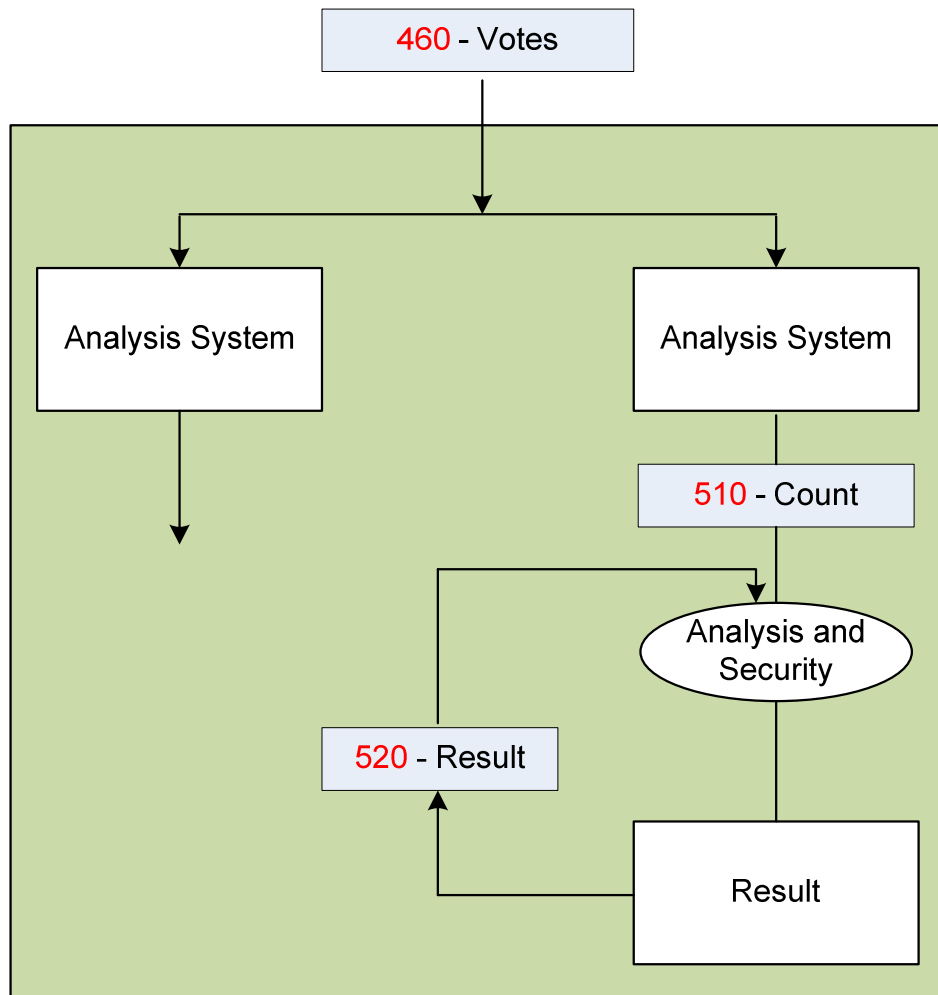 460 - Votes
Analysis System
Analysis System
510 - Count
Analysis and
Security
520 - Result
Result